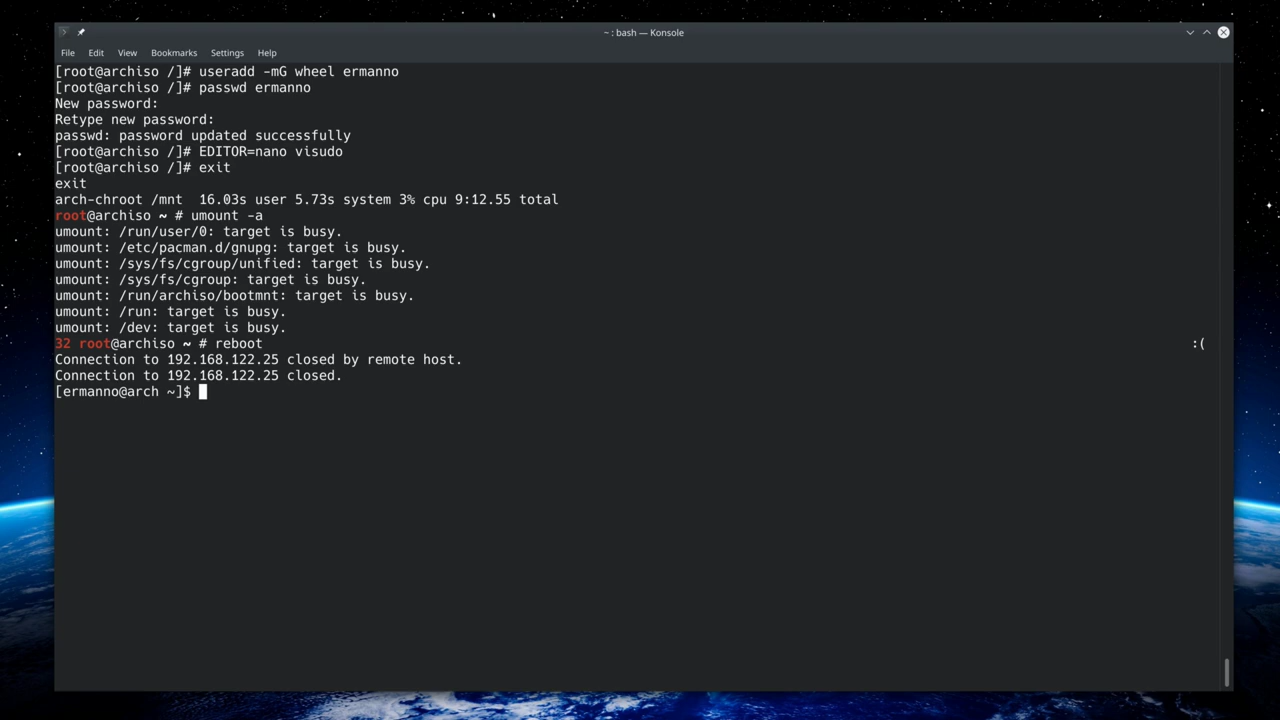 ~ : bash — Konsole
File Edit View Bookmarks Settings Help
[root@archiso /]# useradd -mG wheel ermanno
[root@archiso /]# passwd ermanno
New password:
Retype new password:
passwd: password updated successfully
[root@archiso /]# EDITOR=nano visudo
[root@archiso /]# exit
exit
arch-chroot /mnt  16.03s user 5.73s system 3% cpu 9:12.55 total
root@archiso ~ # umount -a
umount: /run/user/0: target is busy.
umount: /etc/pacman.d/gnupg: target is busy.
umount: /sys/fs/cgroup/unified: target is busy.
umount: /sys/fs/cgroup: target is busy.
umount: /run/archiso/bootmnt: target is busy.
umount: /run: target is busy.
umount: /dev: target is busy.
32 root@archiso ~ # reboot :(
Connection to 192.168.122.25 closed by remote host.
Connection to 192.168.122.25 closed.
[ermanno@arch ~]$